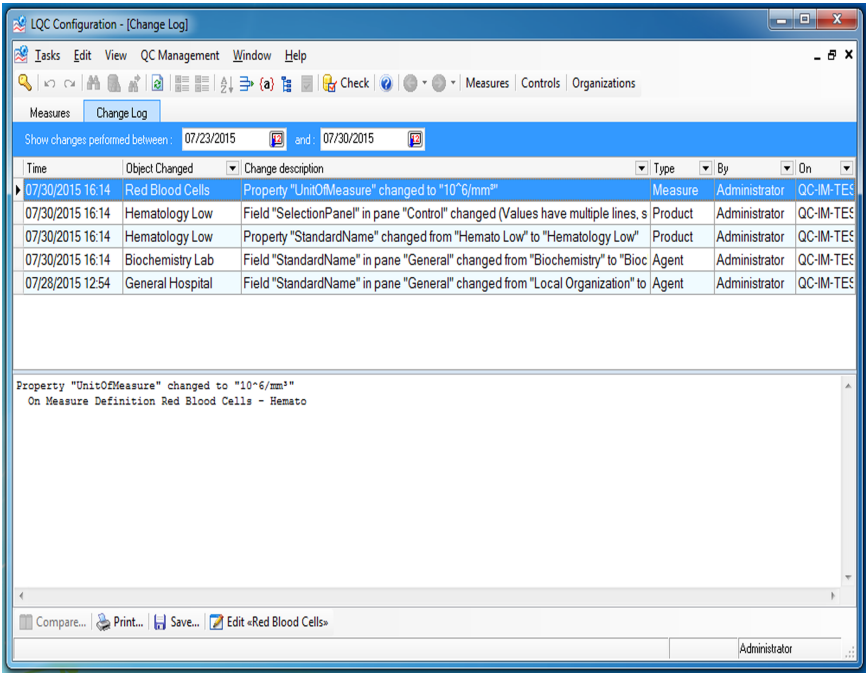 LQC Configuration - [Change Log]
Tasks Edit View QC Management Window Help
{a} Check Measures Controls Organizations
Measures Change Log
Show changes performed between : 07/23/2015 12 and : 07/30/2015 12
Time Object Changed Change description Type By On
07/30/2015 16:14 Red Blood Cells Property "UnitOfMeasure" changed to "10^6/mm³" Measure Administrator QC-IM-TES
07/30/2015 16:14 Hematology Low Field "SelectionPanel" in pane "Control" changed (Values have multiple lines, s Product Administrator QC-IM-TES
07/30/2015 16:14 Hematology Low Property "StandardName" changed from "Hemato Low" to "Hematology Low" Product Administrator QC-IM-TES
07/30/2015 16:14 Biochemistry Lab Field "StandardName" in pane "General" changed from "Biochemistry" to "Bioc Agent Administrator QC-IM-TES
07/28/2015 12:54 General Hospital Field "StandardName" in pane "General" changed from "Local Organization" to Agent Administrator QC-IM-TES
Property "UnitOfMeasure" changed to "10^6/mm³"
On Measure Definition Red Blood Cells - Hemato
Compare... Print... Save... Edit «Red Blood Cells»
Administrator